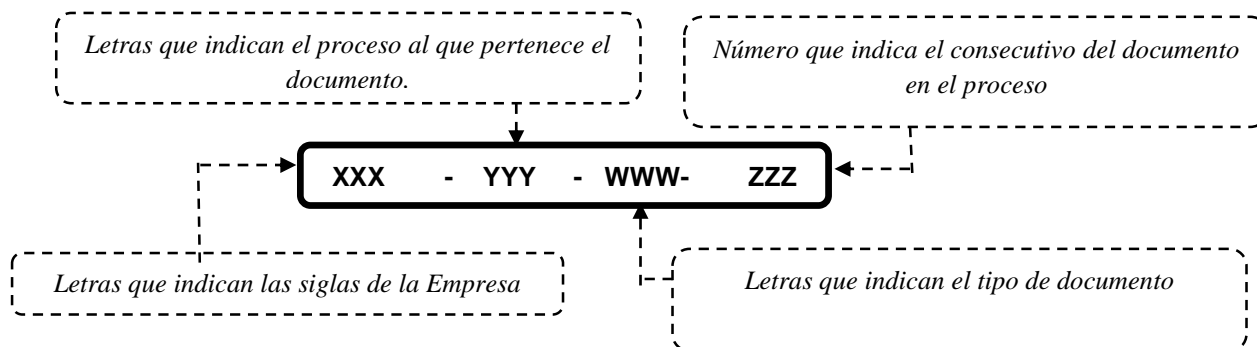 Letras que indican el proceso al que pertenece el
documento.
Número que indica el consecutivo del documento
en el proceso
XXX - YYY - WWW- ZZZ
Letras que indican las siglas de la Empresa
Letras que indican el tipo de documento